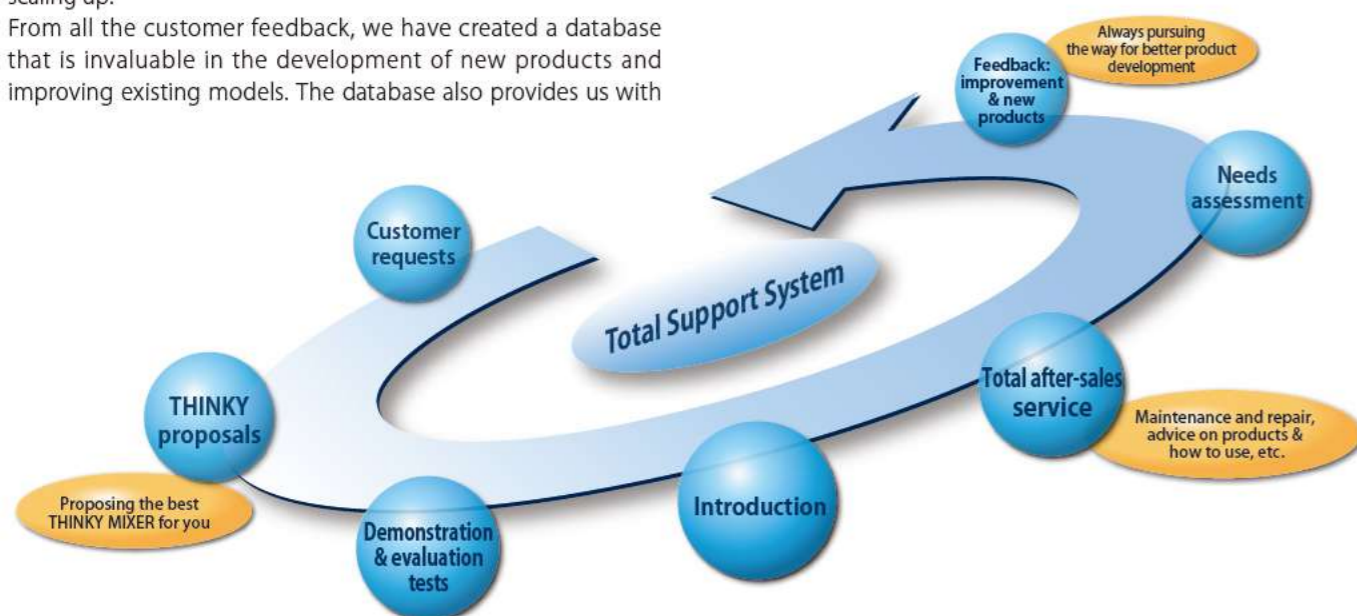 scaling up.
From all the customer feedback, we have created a database
that is invaluable in the development of new products and
improving existing models. The database also provides us with
Always pursuing
the way for better product
development
Feedback:
improvement
& new
products
Needs
assessment
Customer
requests
Total Support System
THINKY
proposals
Proposing the best
THINKY MIXER for you
Demonstration
& evaluation
tests
Introduction
Total after-sales
service
Maintenance and repair,
advice on products &
how to use, etc.